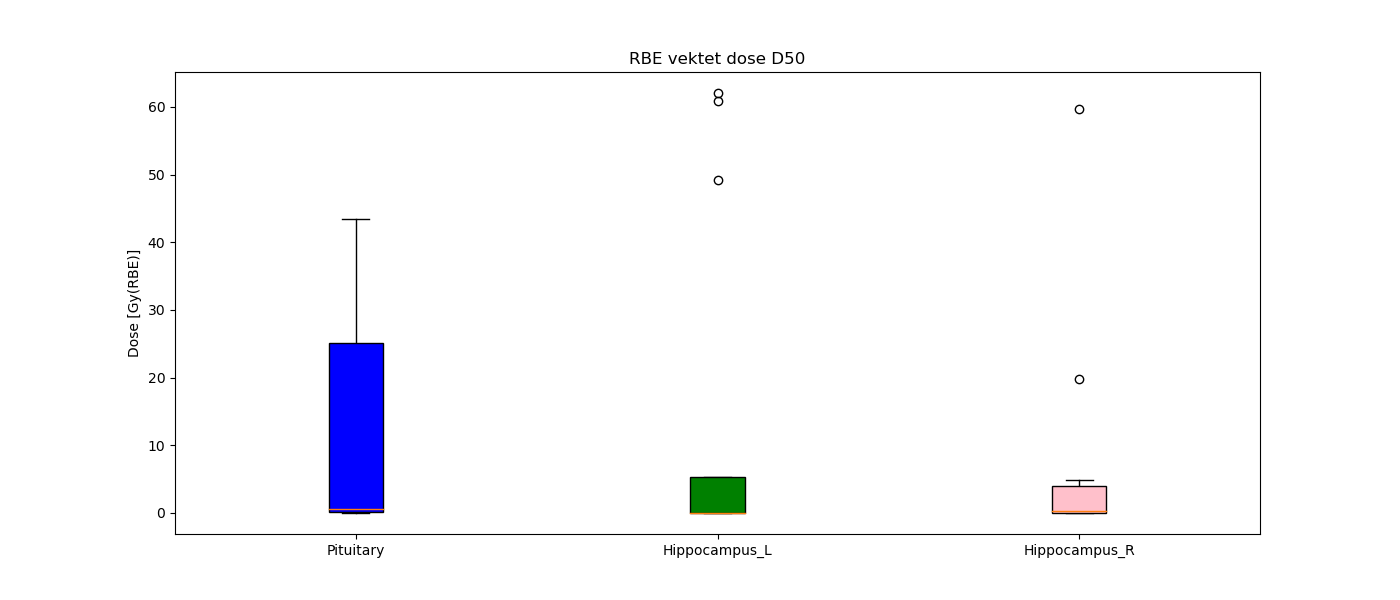 RBE vektet dose D50
Dose [Gy(RBE)]
60
50
40
30
20
10
0
Pituitary
Hippocampus_L
Hippocampus_R